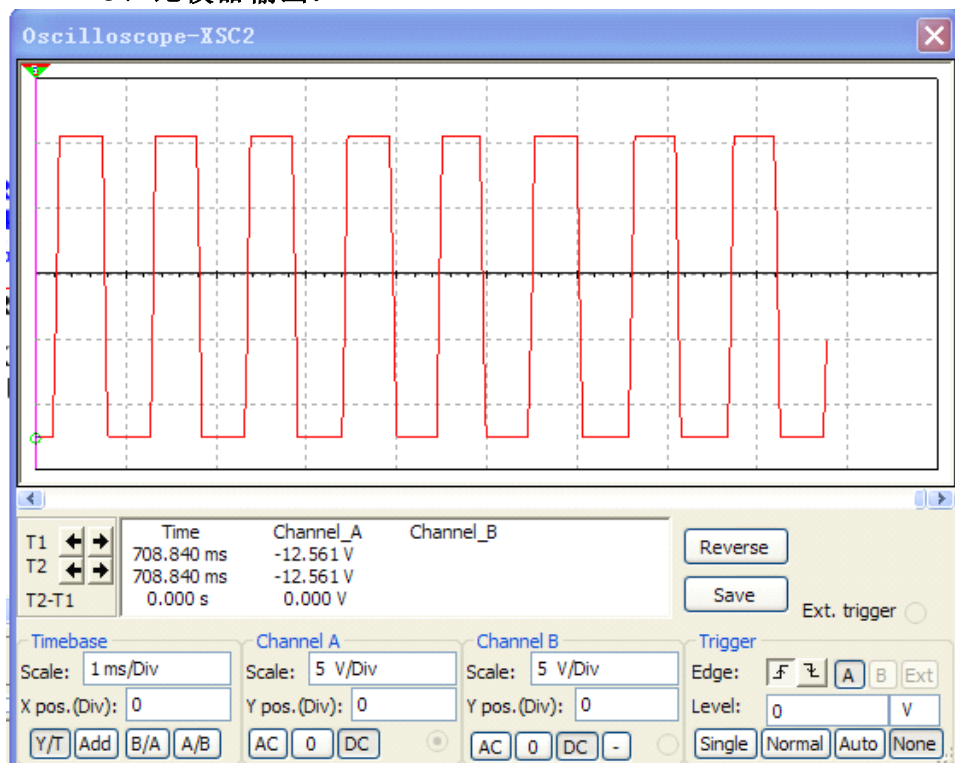 Oscilloscope-XSC2
Time Channel_A Channel_B
T1 708.840 ms -12.561 V
T2 708.840 ms -12.561 V
T2-T1 0.000 s 0.000 V
Reverse
Save
Ext. trigger
Timebase
Scale: 1 ms/Div
X pos.(Div): 0
Y/T Add B/A A/B
Channel A
Scale: 5 V/Div
Y pos.(Div): 0
AC 0 DC
Channel B
Scale: 5 V/Div
Y pos.(Div): 0
AC 0 DC -
Trigger
Edge: A B Ext
Level: 0 V
Single Normal Auto None